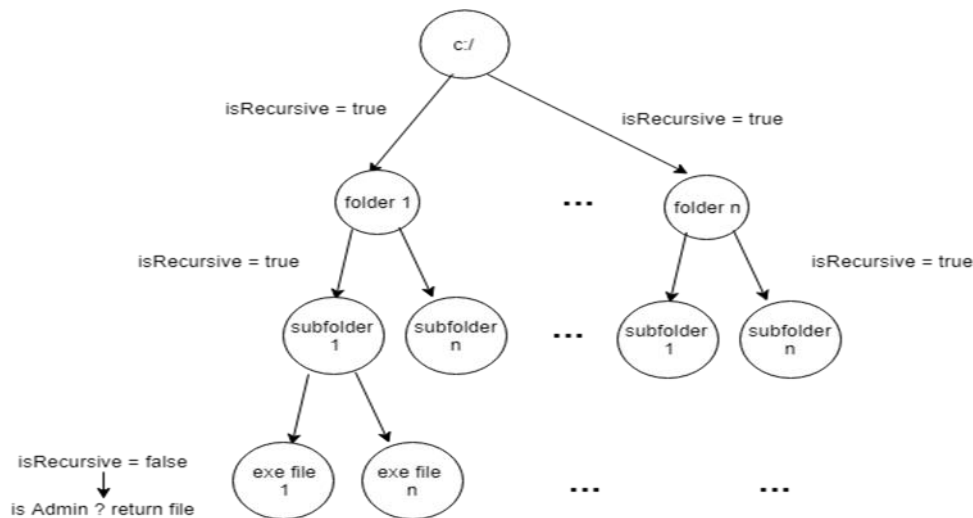 c:/
isRecursive = true
isRecursive = true
folder 1
...
folder n
isRecursive = true
isRecursive = true
subfolder
1
subfolder
n
...
subfolder
1
subfolder
n
isRecursive = false
is Admin ? return file
exe file
1
exe file
n
...
...